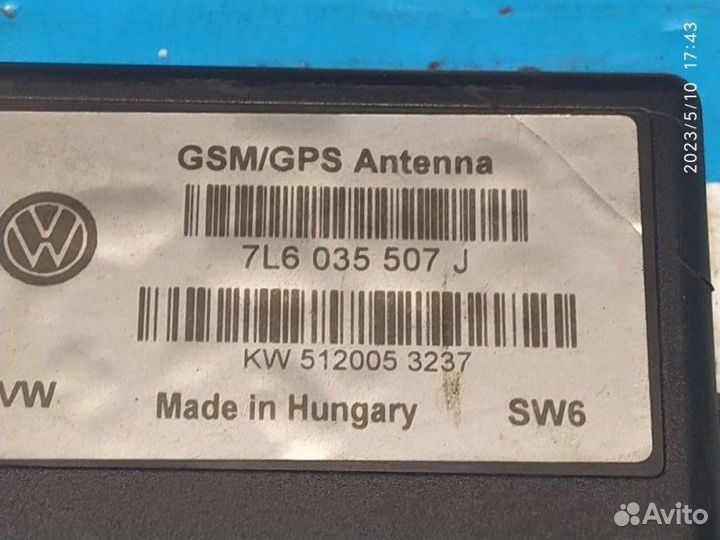 GSM/GPS Antenna
7L6 035 507 J
KW 512005 3237
VW Made in Hungary SW6
2023/5/10 17:43
Avito